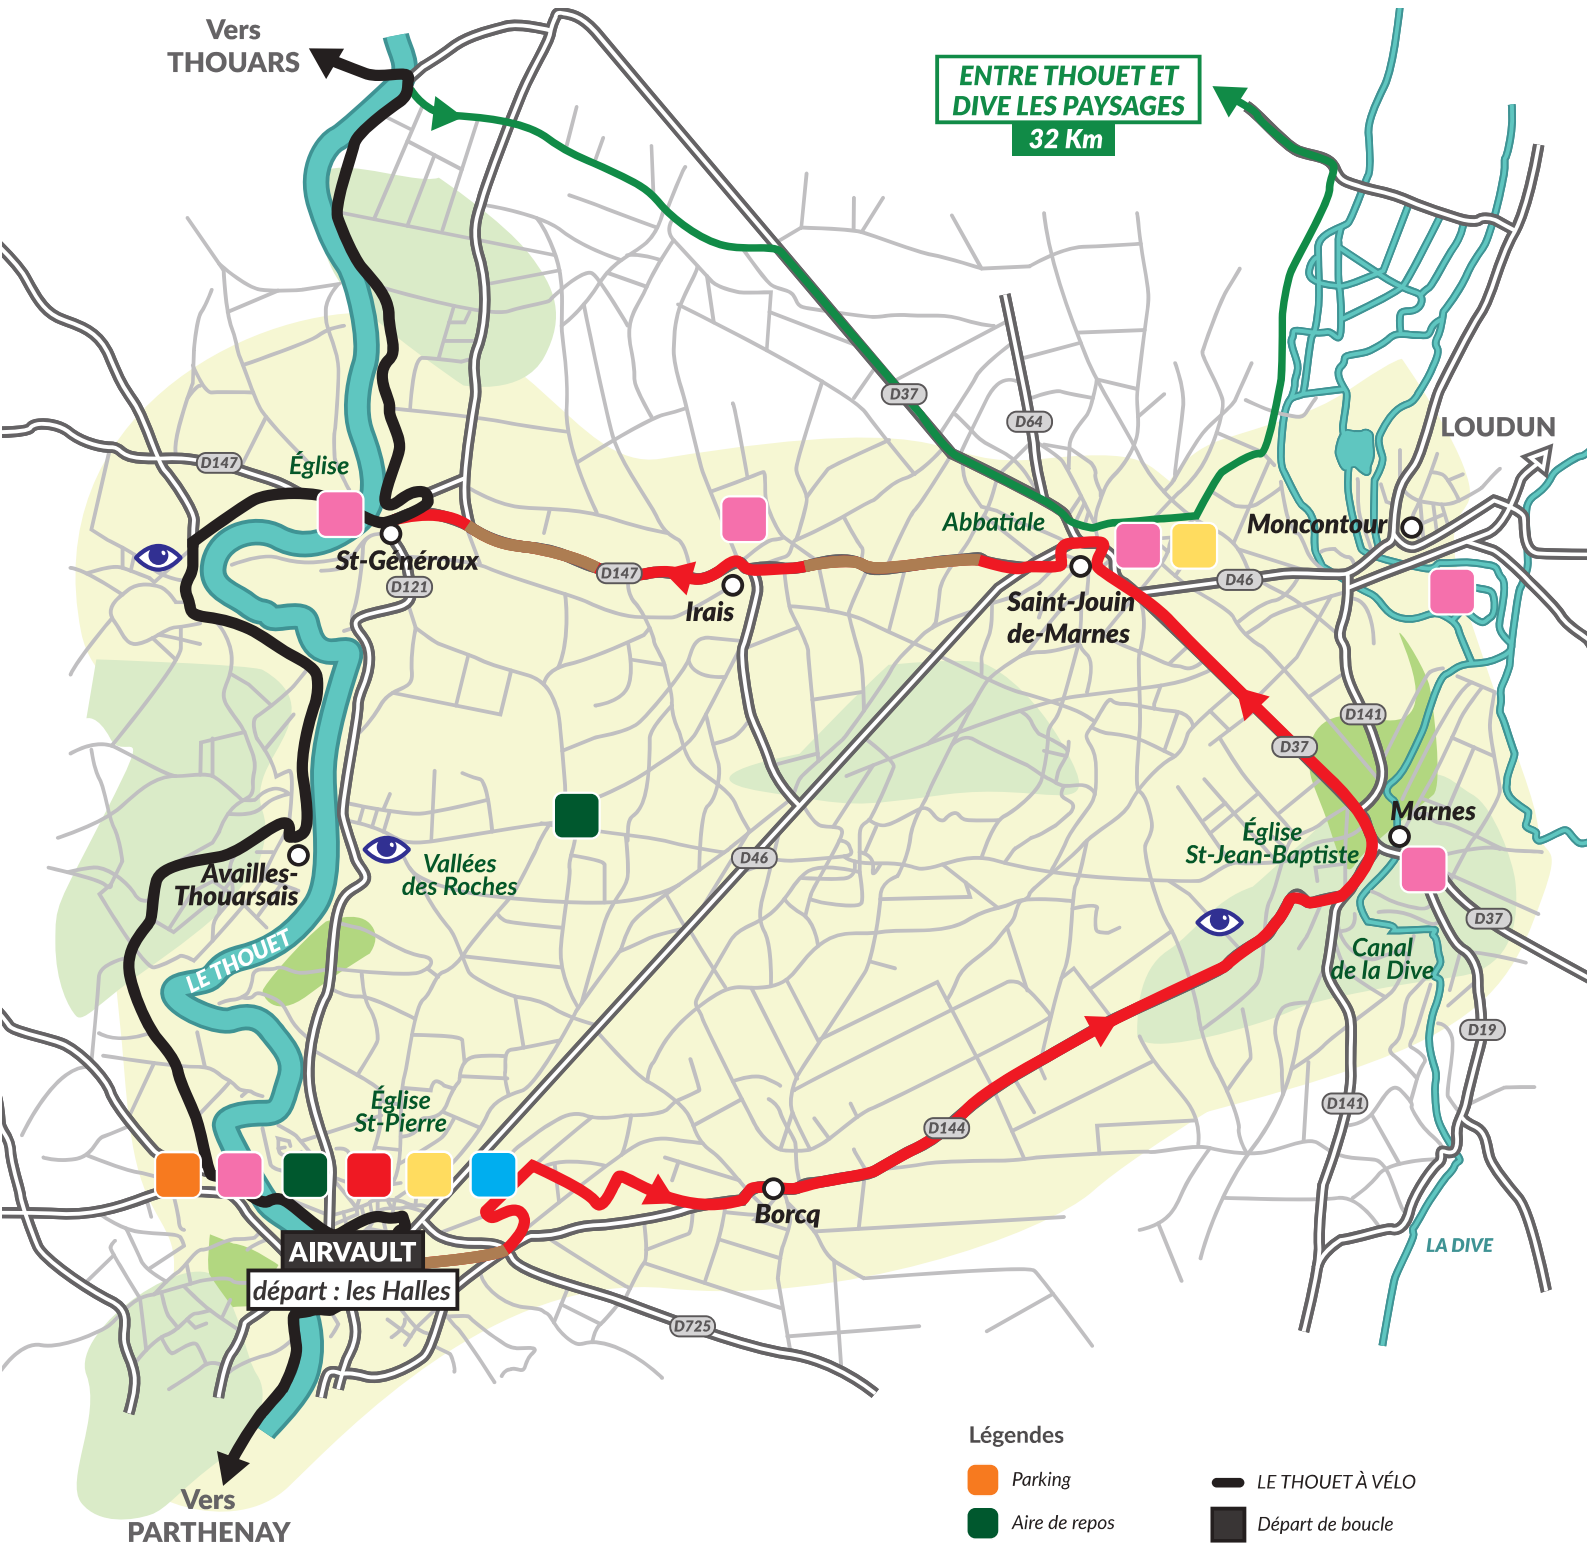 Vers
THOUARS
ENTRE THOUET ET
DIVE LES PAYSAGES
32 Km
D37
D64
LOUDUN
D147
Église
Abbatiale
Moncontour
St-Généroux
D121
D147
Irais
Saint-Jouin
de-Marnes
D46
D141
D37
Marnes
Église
St-Jean-Baptiste
Vallées
des Roches
D46
Availles-
Thouarsais
LE THOUET
D37
Canal
de la Dive
D19
Église
St-Pierre
D141
D144
Borcq
AIRVAULT
départ : les Halles
LA DIVE
D725
Légendes
Parking
LE THOUET À VÉLO
Aire de repos
Départ de boucle
Vers
PARTHENAY